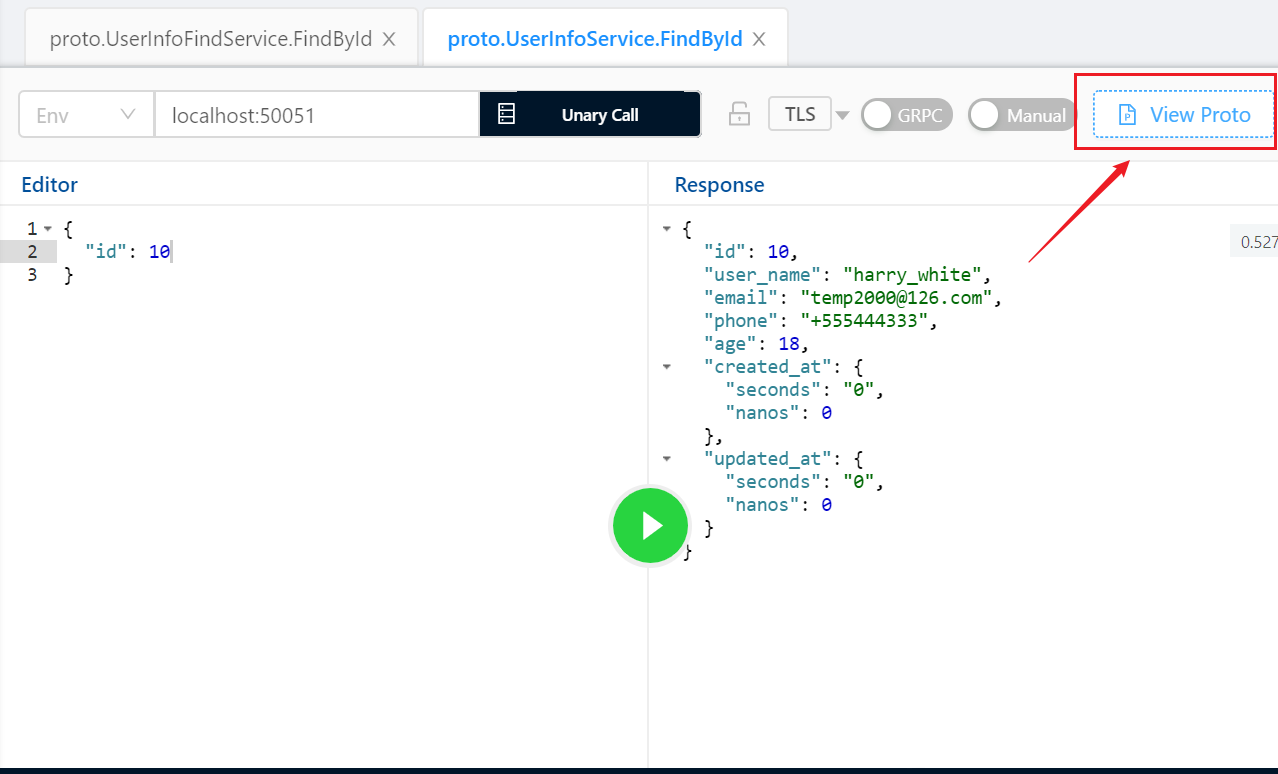 proto.UserInfoFindService.FindById
proto.UserInfoService.FindById
Env
localhost:50051
Unary Call
TLS
GRPC
Manual
View Proto
Editor
1 {
2 "id": 10
3 }
Response
{
"id": 10,
"user_name": "harry_white",
"email": "temp2000@126.com",
"phone": "+555444333",
"age": 18,
"created_at": {
"seconds": "0",
"nanos": 0
},
"updated_at": {
"seconds": "0",
"nanos": 0
}
}
0.527